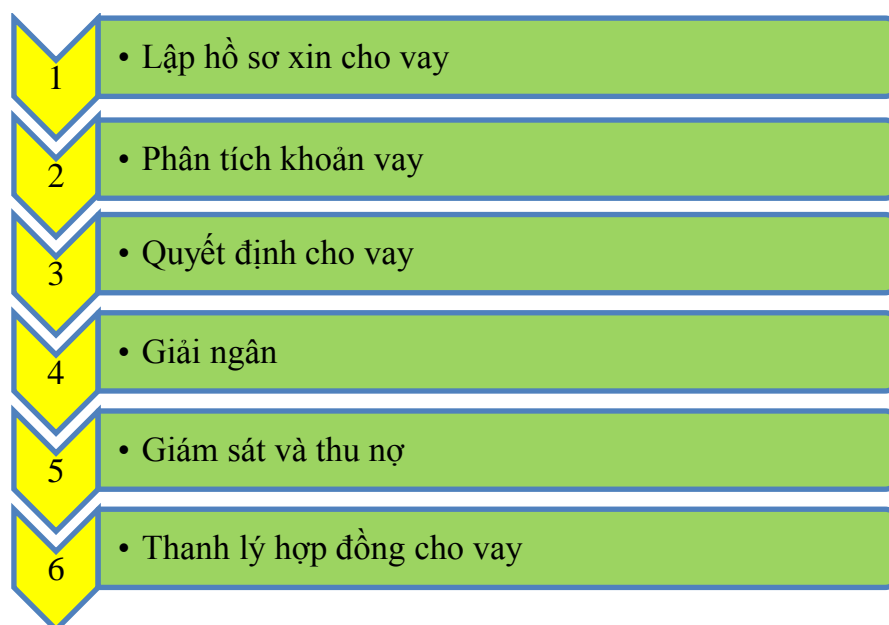 1 • Lập hồ sơ xin cho vay
2 • Phân tích khoản vay
3 • Quyết định cho vay
4 • Giải ngân
5 • Giám sát và thu nợ
6 • Thanh lý hợp đồng cho vay